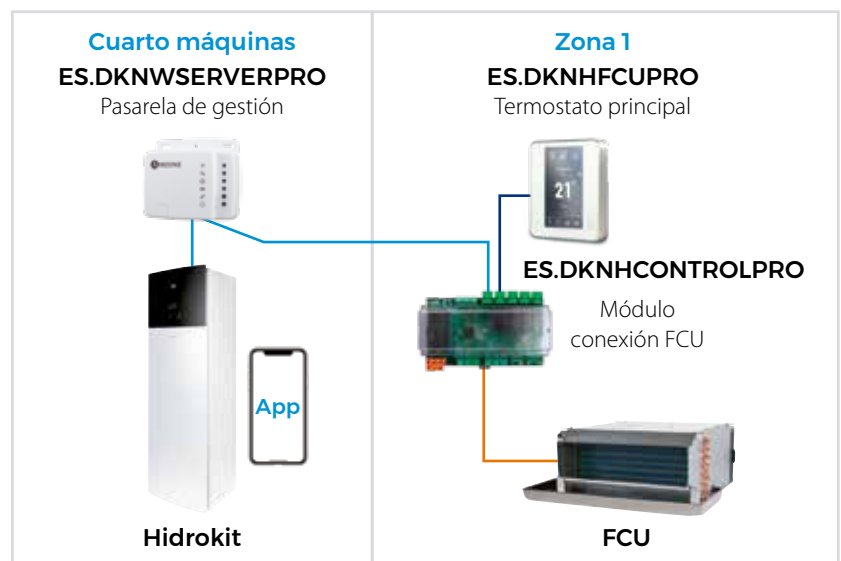 Cuarto máquinas
ES.DKNWSERVERPRO
Pasarela de gestión
App
Hidrokit
Zona 1
ES.DKNHFCUPRO
Termostato principal
21°
ES.DKNHCONTROLPRO
Módulo
conexión FCU
FCU